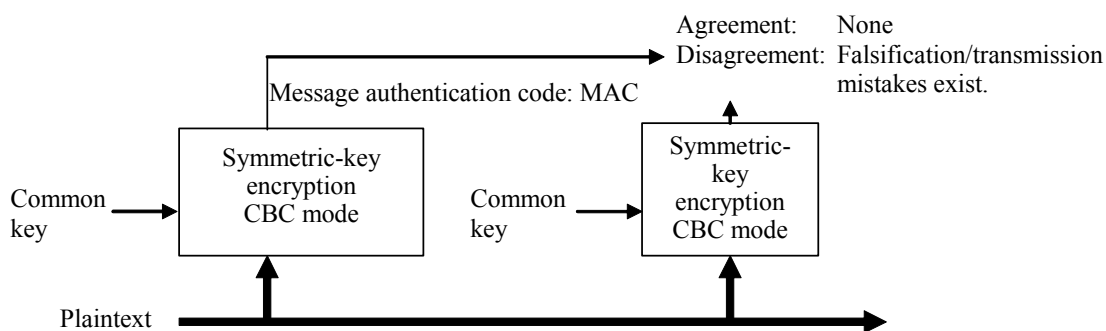 Agreement: None
Disagreement: Falsification/transmission
mistakes exist.
Message authentication code: MAC
Symmetric-key
encryption
CBC mode
Common
key
Symmetric-
key
encryption
CBC mode
Common
key
Plaintext